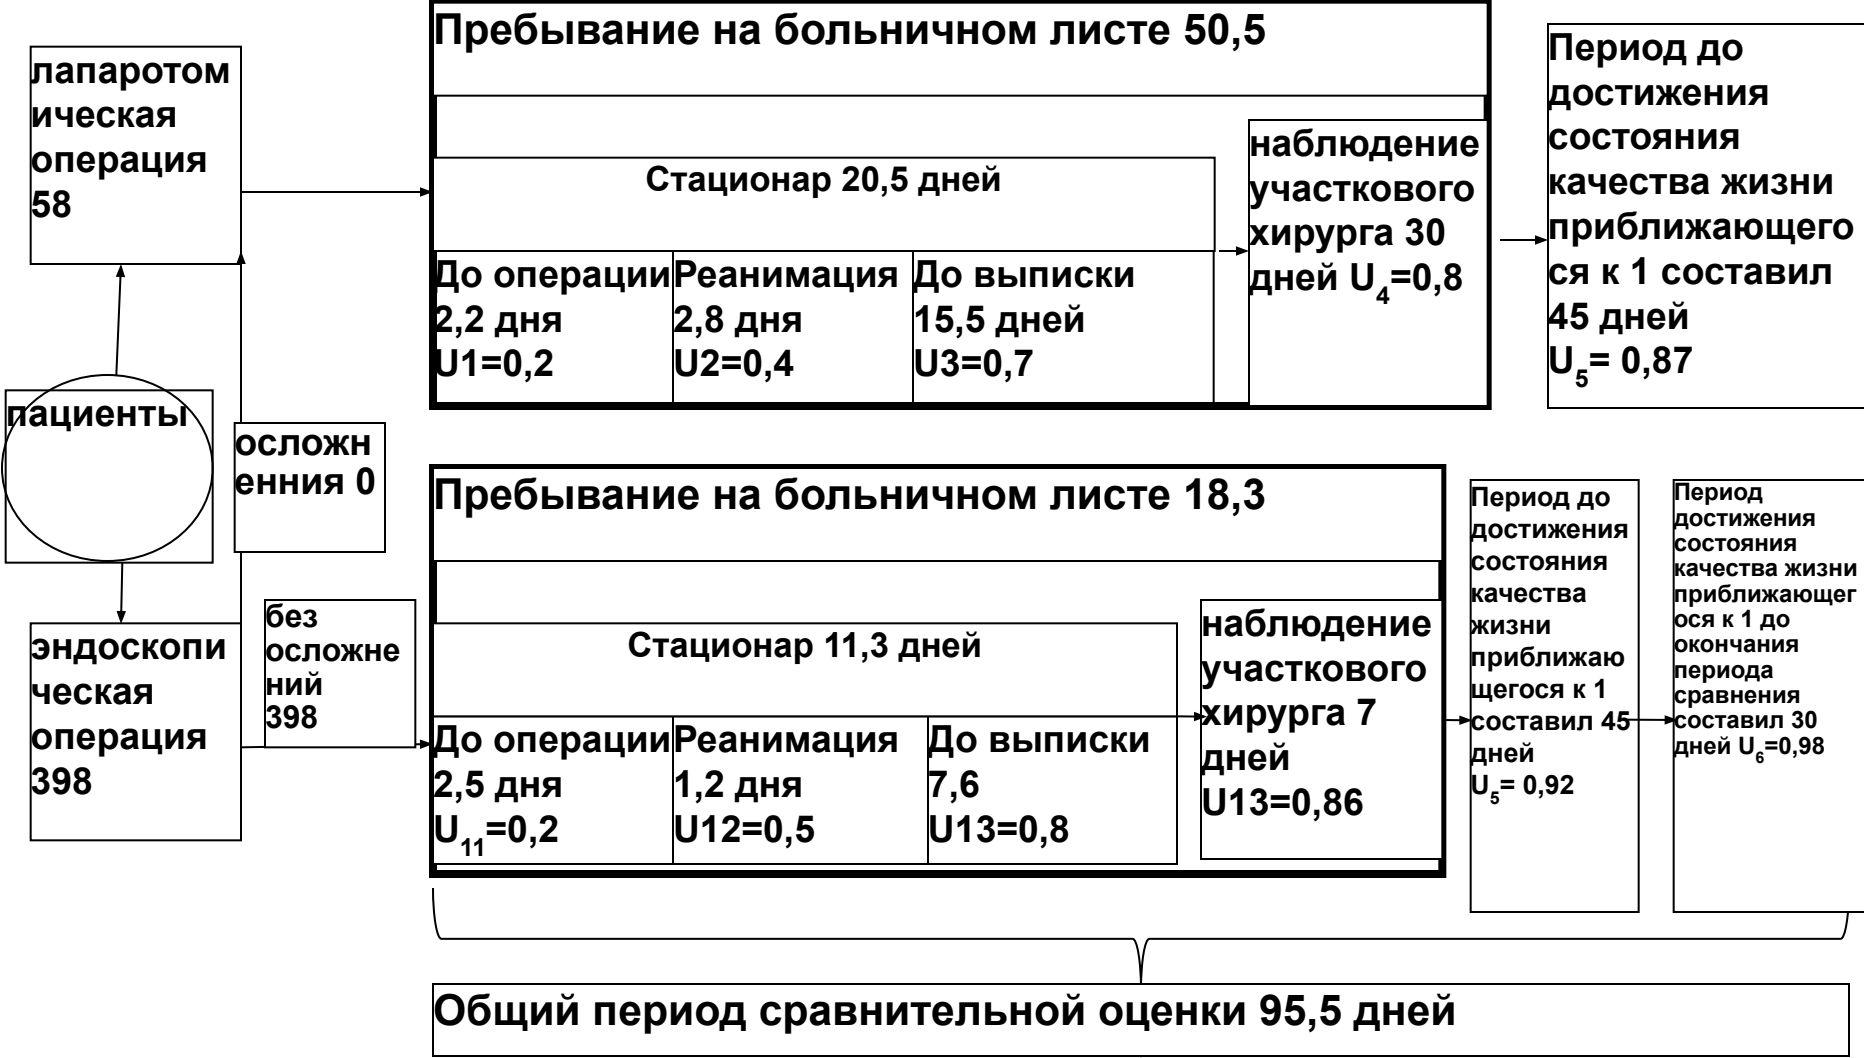 Пребывание на больничном листе 50,5
лапаротом
ическая
операция
58
Стационар 20,5 дней
До операции
2,2 дня
U1=0,2
Реанимация
2,8 дня
U2=0,4
До выписки
15,5 дней
U3=0,7
наблюдение
участкового
хирурга 30
дней U₄=0,8
Период до
достижения
состояния
качества жизни
приближающего
ся к 1 составил
45 дней
U₅= 0,87
пациенты
осложн
енния 0
Пребывание на больничном листе 18,3
эндоскопи
ческая
операция
398
без
осложне
ний
398
Стационар 11,3 дней
До операции
2,5 дня
U₁₁=0,2
Реанимация
1,2 дня
U12=0,5
До выписки
7,6
U13=0,8
наблюдение
участкового
хирурга 7
дней
U13=0,86
Период до
достижения
состояния
качества
жизни
приближаю
щегося к 1
составил 45
дней
U₅= 0,92
Период
достижения
состояния
качества жизни
приближающег
ося к 1 до
окончания
периода
сравнения
составил 30
дней U₆=0,98
Общий период сравнительной оценки 95,5 дней